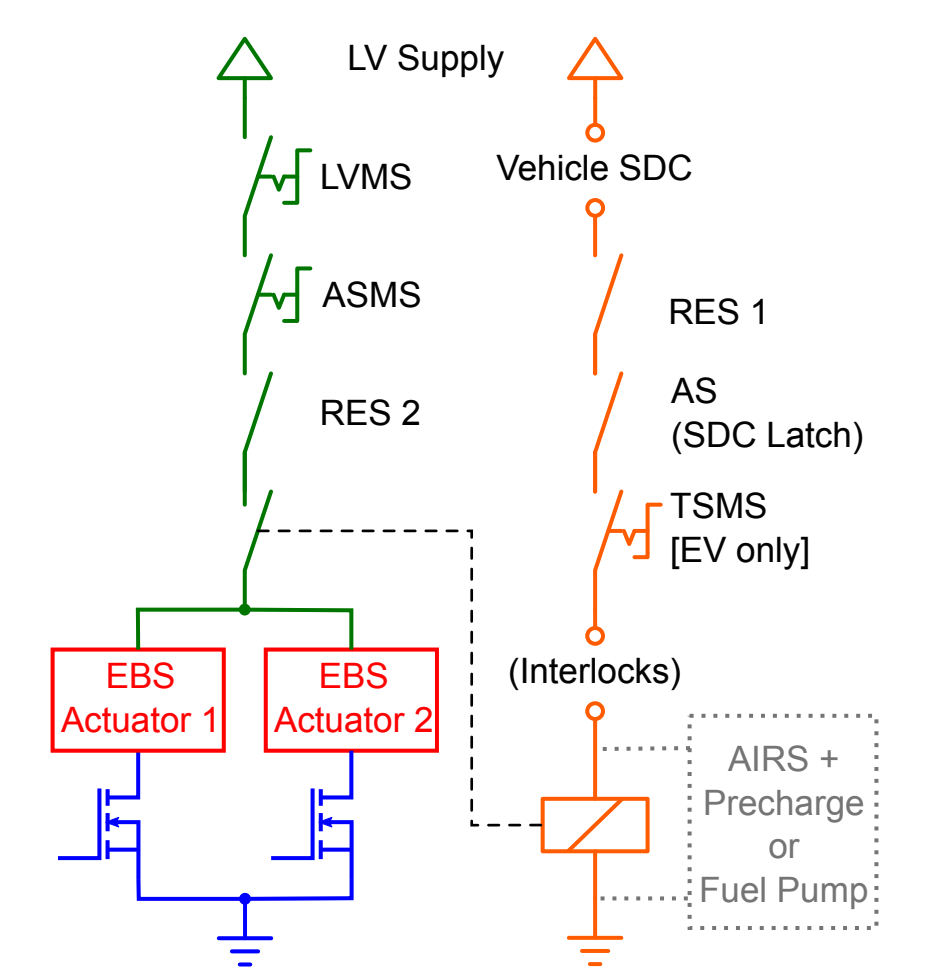 LV Supply
LVMS
ASMS
RES 2
EBS
Actuator 1
EBS
Actuator 2
Vehicle SDC
RES 1
AS
(SDC Latch)
TSMS
[EV only]
(Interlocks)
AIRS +
Precharge
or
Fuel Pump